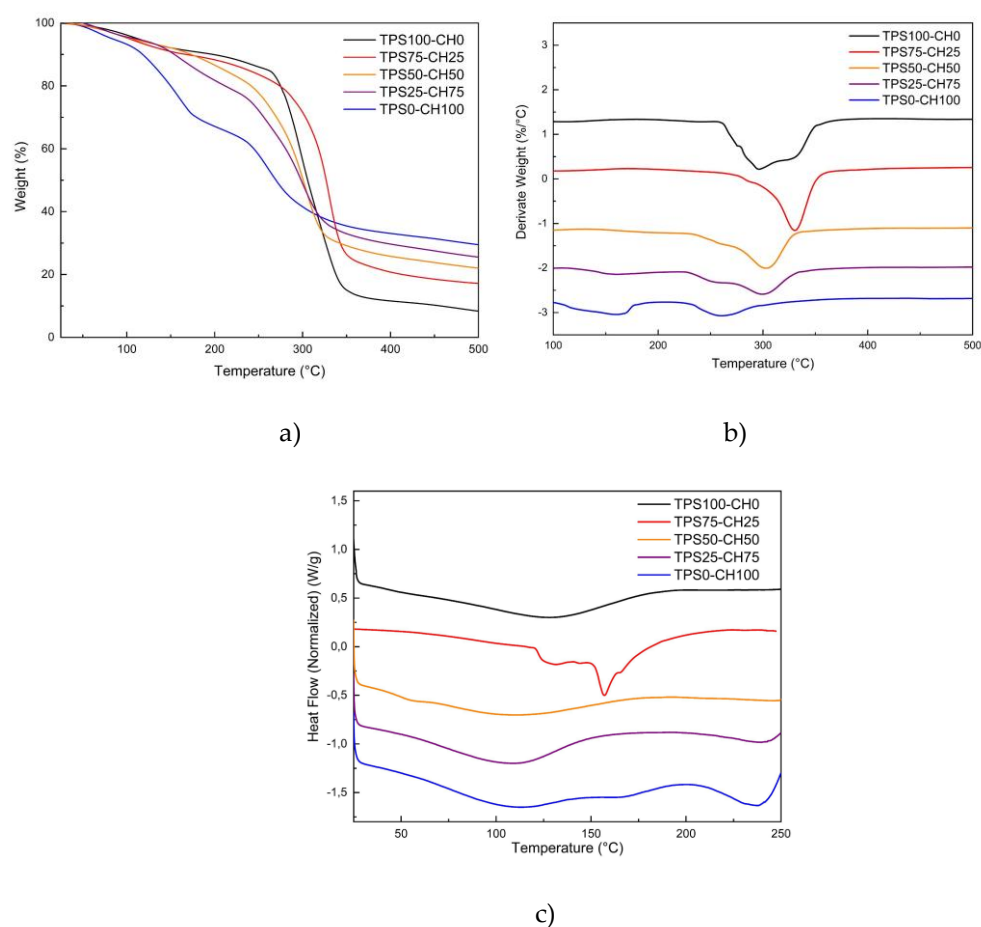 TPS100-CH0
TPS75-CH25
TPS50-CH50
TPS25-CH75
TPS0-CH100
100
80
60
40
20
0
Weight (%)
100
200
300
400
500
Temperature (°C)
a)
TPS100-CH0
TPS75-CH25
TPS50-CH50
TPS25-CH75
TPS0-CH100
3
2
1
0
-1
-2
-3
Derivate Weight (%/°C)
100
200
300
400
500
Temperature (°C)
b)
TPS100-CH0
TPS75-CH25
TPS50-CH50
TPS25-CH75
TPS0-CH100
1,5
1,0
0,5
0,0
-0,5
-1,0
-1,5
Heat Flow (Normalized) (W/g)
50
100
150
200
250
Temperature (°C)
c)